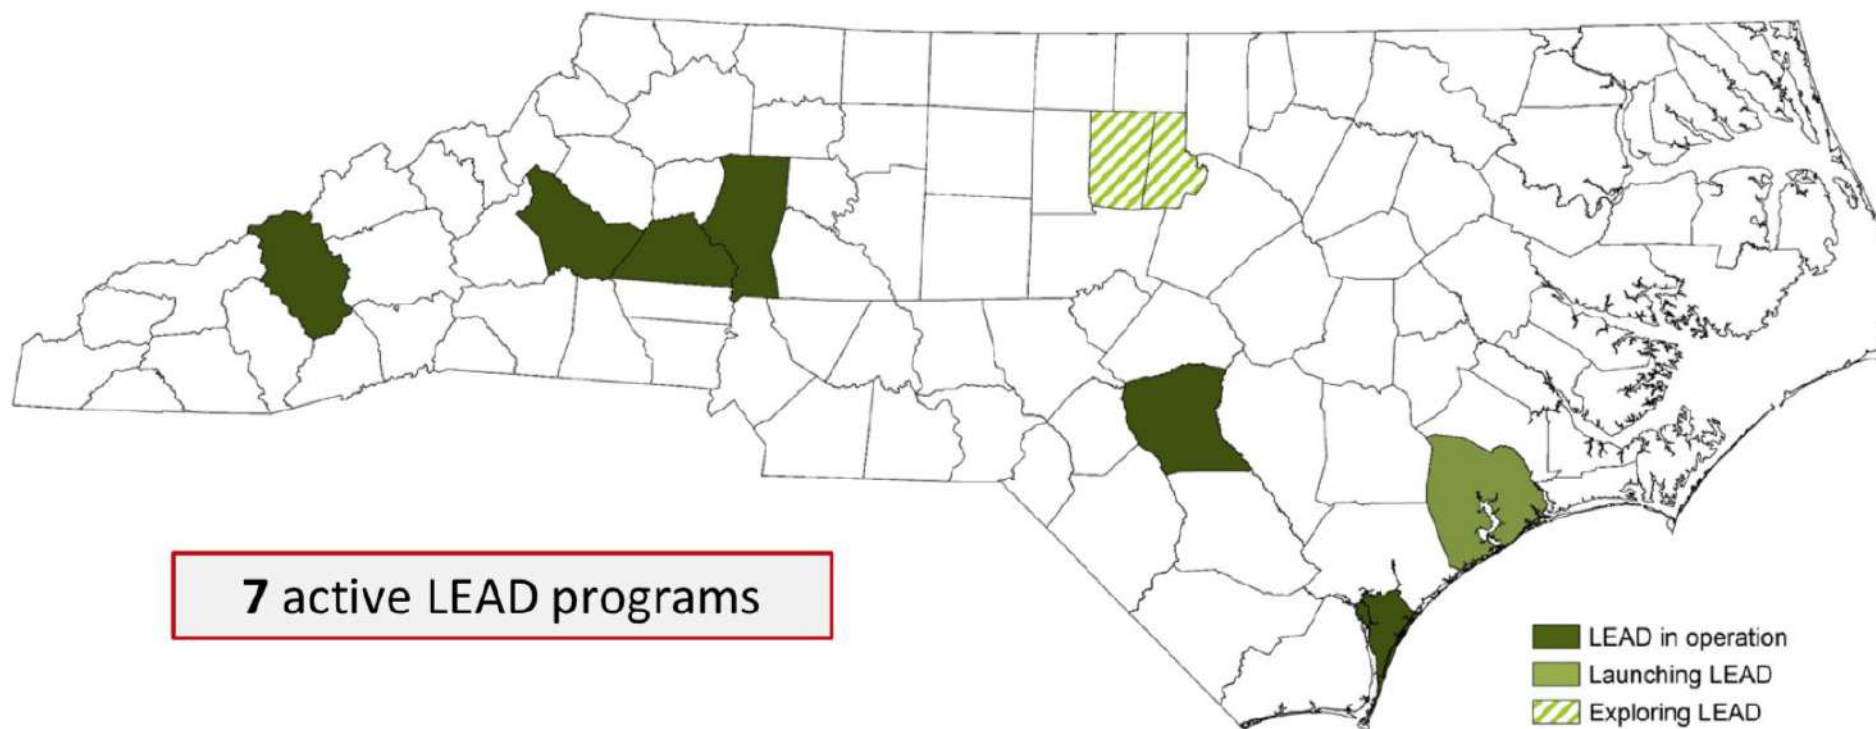 7 active LEAD programs
LEAD in operation
Launching LEAD
Exploring LEAD